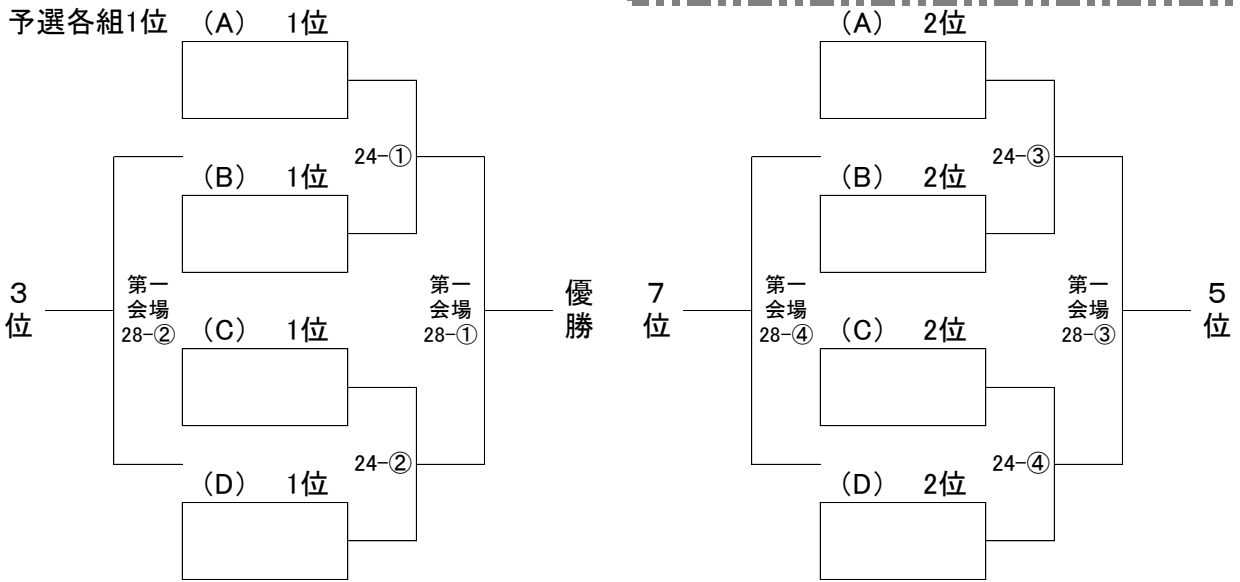 予選各組1位
（A） 1位
24-①
（B） 1位
3
位
第一
会場
28-②
第一
会場
28-①
優
勝
（C） 1位
24-②
（D） 1位
（A） 2位
24-③
（B） 2位
7
位
第一
会場
28-④
第一
会場
28-③
5
位
（C） 2位
24-④
（D） 2位